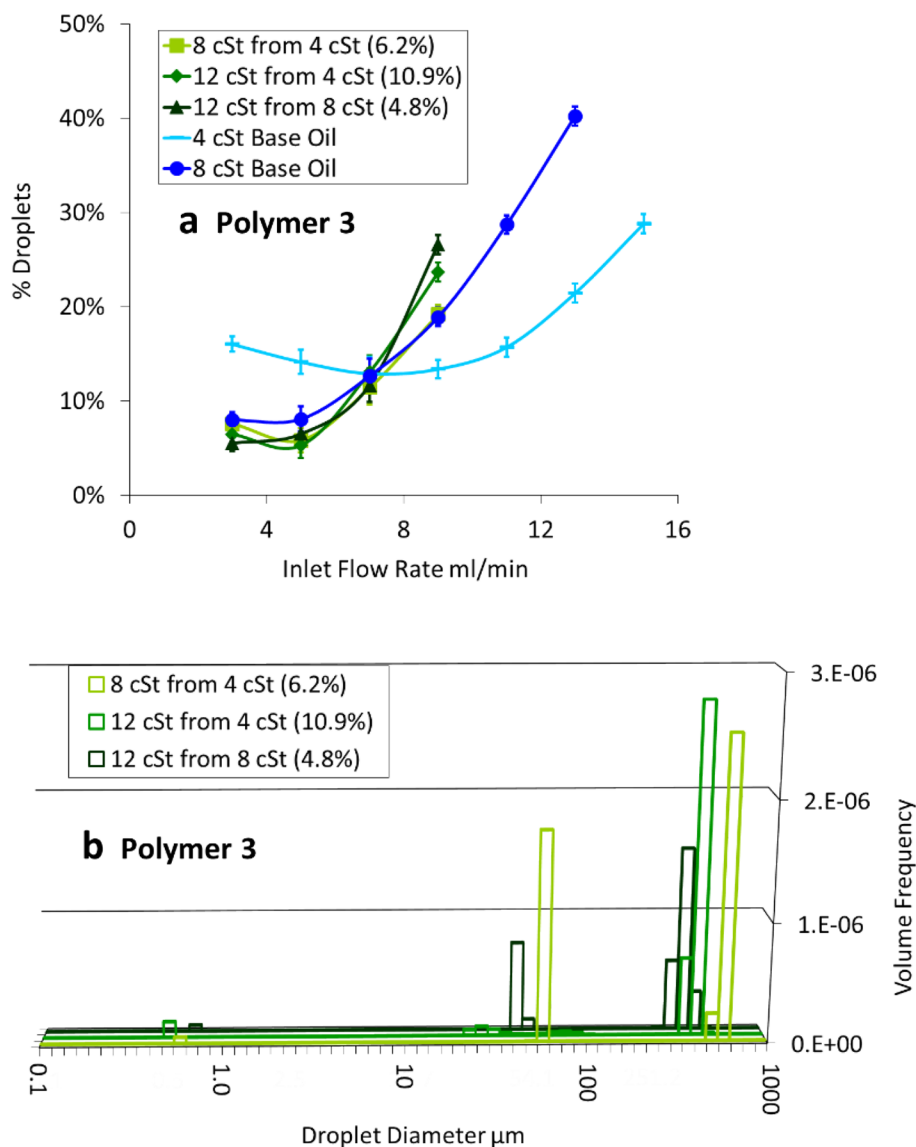 50%
40%
30%
20%
10%
0%
% Droplets
8 cSt from 4 cSt (6.2%)
12 cSt from 4 cSt (10.9%)
12 cSt from 8 cSt (4.8%)
4 cSt Base Oil
8 cSt Base Oil
a Polymer 3
0 4 8 12 16
Inlet Flow Rate ml/min
8 cSt from 4 cSt (6.2%)
12 cSt from 4 cSt (10.9%)
12 cSt from 8 cSt (4.8%)
b Polymer 3
3.E-06
2.E-06
1.E-06
0.E+00
Volume Frequency
0.1 1.0 10 100 1000
Droplet Diameter µm